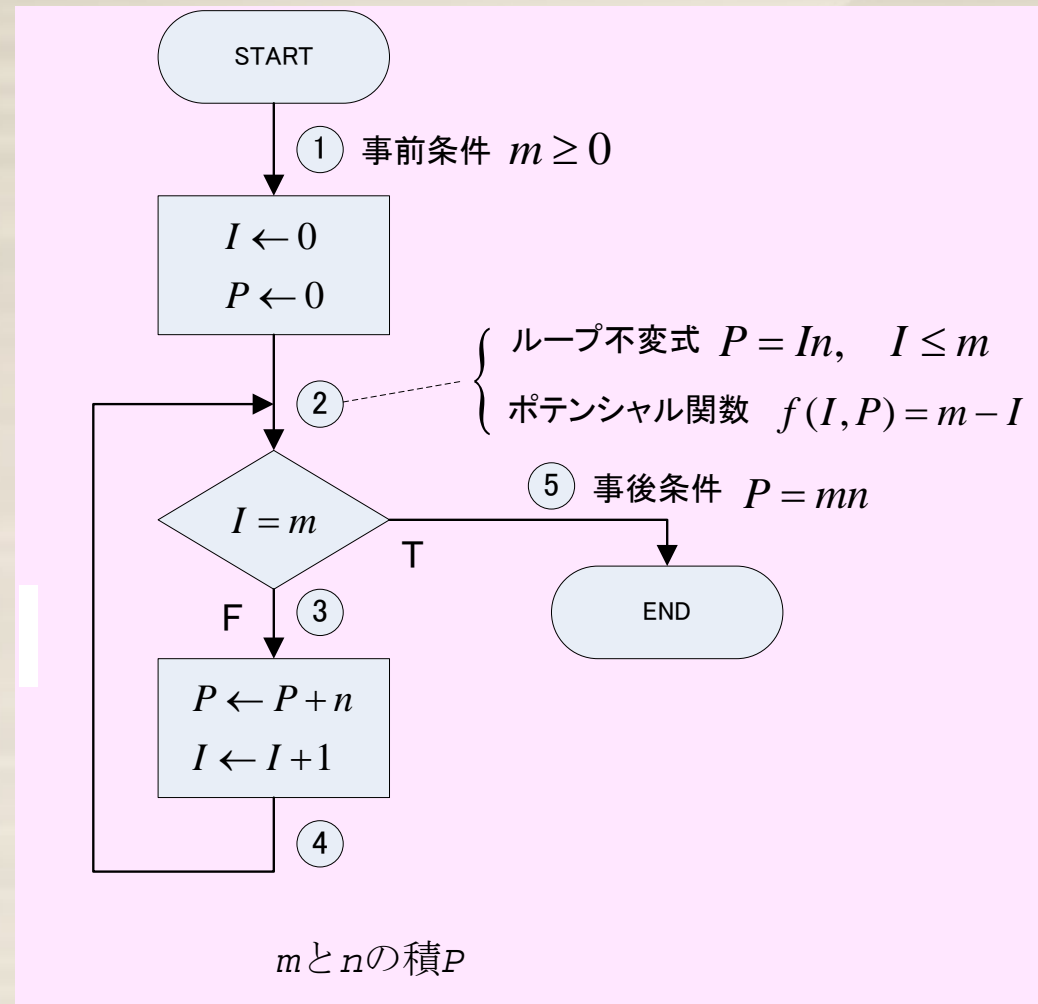 START
① 事前条件 m ≥ 0
I ← 0
P ← 0
② ループ不変式 P = In, I ≤ m
ポテンシャル関数 f(I, P) = m − I
⑤ 事後条件 P = mn
I = m
T
F ③
END
P ← P + n
I ← I + 1
④
mとnの積P